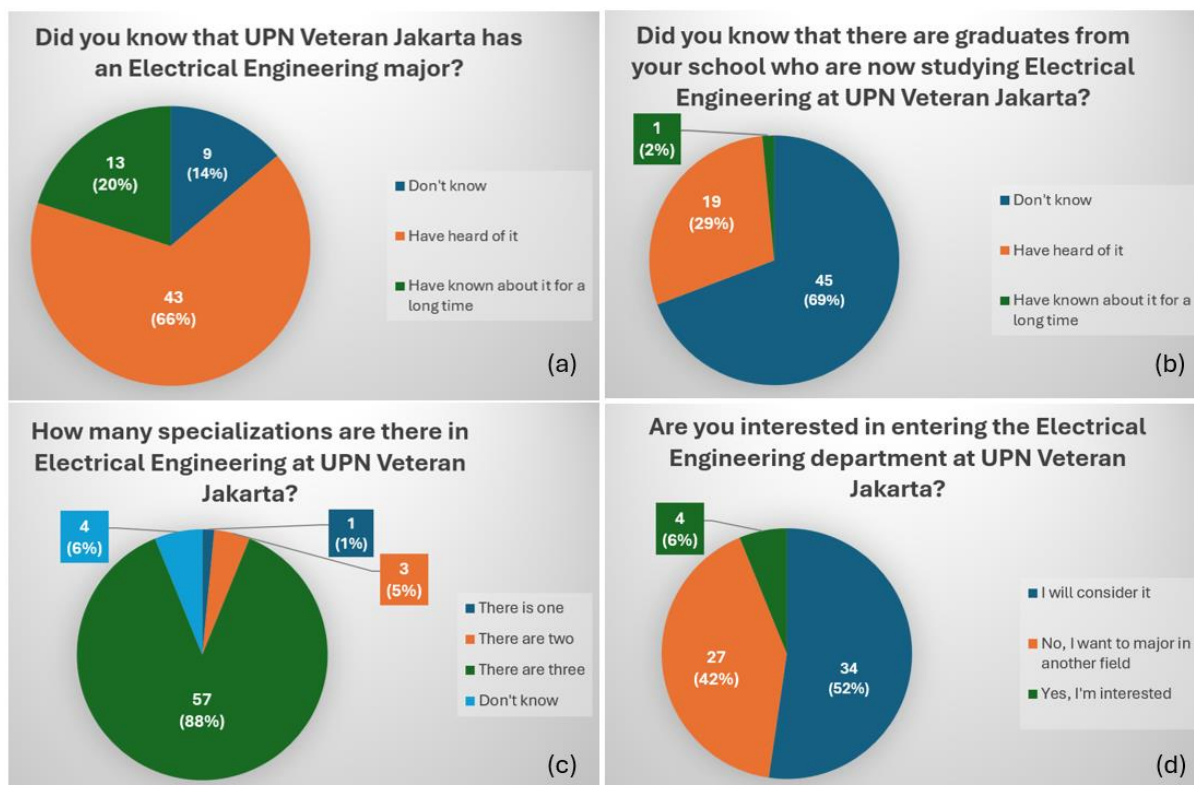 Did you know that UPN Veteran Jakarta has
an Electrical Engineering major?
13
(20%)
9
(14%)
43
(66%)
Don't know
Have heard of it
Have known about it for a
long time
(a)
Did you know that there are graduates from
your school who are now studying Electrical
Engineering at UPN Veteran Jakarta?
1
(2%)
19
(29%)
45
(69%)
Don't know
Have heard of it
Have known about it for a
long time
(b)
How many specializations are there in
Electrical Engineering at UPN Veteran
Jakarta?
4
(6%)
1
(1%)
3
(5%)
57
(88%)
There is one
There are two
There are three
Don't know
(c)
Are you interested in entering the Electrical
Engineering department at UPN Veteran
Jakarta?
4
(6%)
27
(42%)
34
(52%)
I will consider it
No, I want to major in
another field
Yes, I'm interested
(d)